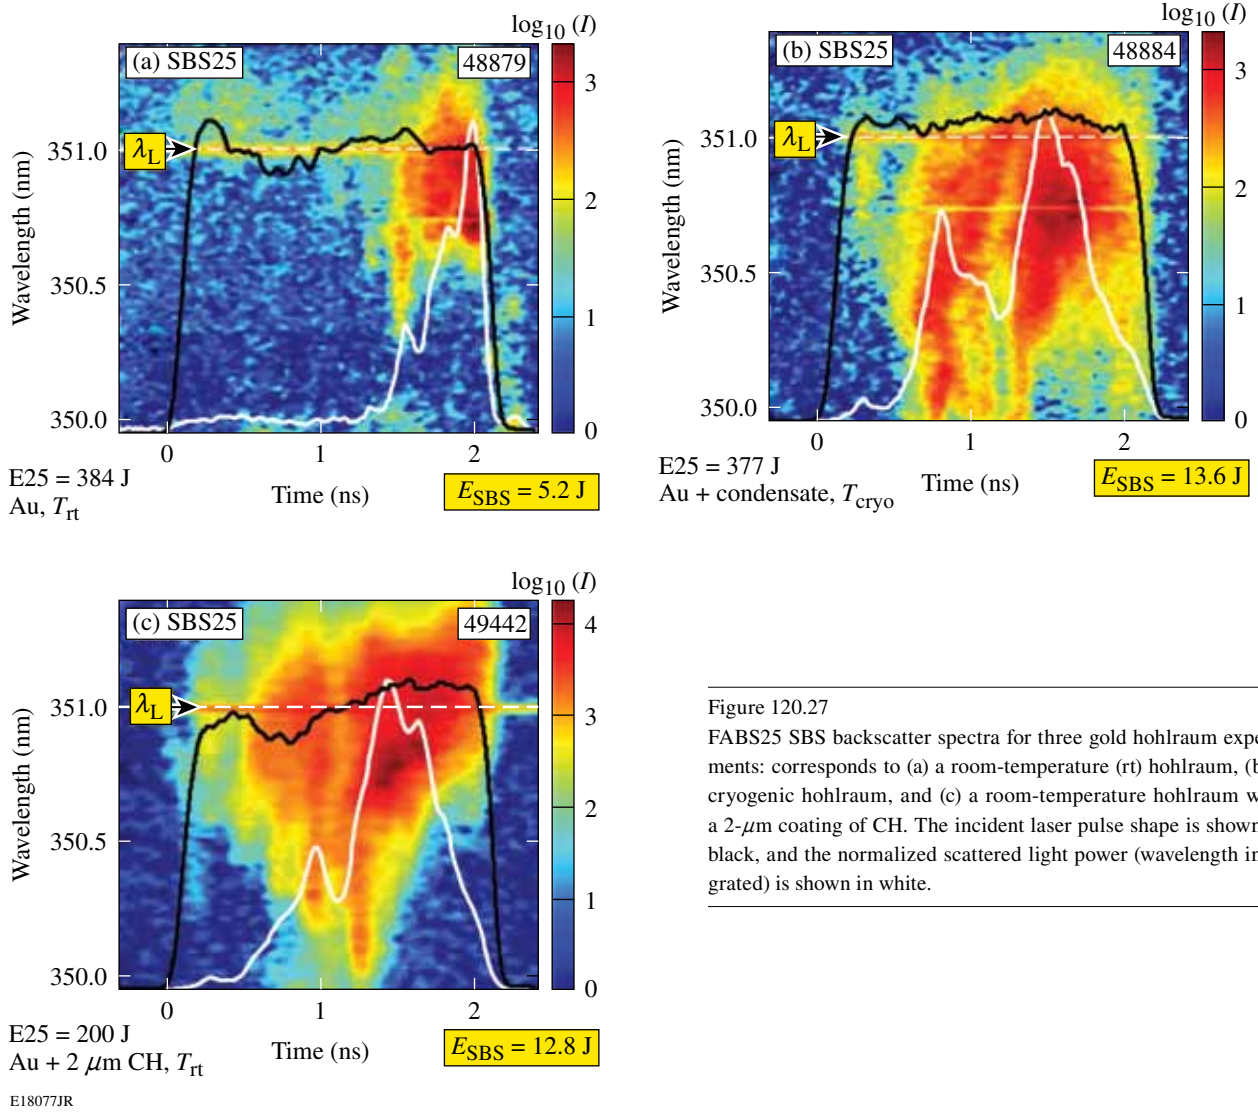 log10 (I)
(a) SBS25
48879
λL
3
2
1
0
351.0
350.5
350.0
Wavelength (nm)
0 1 2
Time (ns)
E25 = 384 J
Au, Trt
ESBS = 5.2 J
log10 (I)
(b) SBS25
48884
λL
3
2
1
0
351.0
350.5
350.0
Wavelength (nm)
0 1 2
Time (ns)
E25 = 377 J
Au + condensate, Tcryo
ESBS = 13.6 J
log10 (I)
(c) SBS25
49442
λL
4
3
2
1
0
351.0
350.5
350.0
Wavelength (nm)
0 1 2
Time (ns)
E25 = 200 J
Au + 2 μm CH, Trt
ESBS = 12.8 J
E18077JR
Figure 120.27
FABS25 SBS backscatter spectra for three gold hohlraum expe
ments: corresponds to (a) a room-temperature (rt) hohlraum, (b
cryogenic hohlraum, and (c) a room-temperature hohlraum w
a 2-μm coating of CH. The incident laser pulse shape is shown
black, and the normalized scattered light power (wavelength in
grated) is shown in white.